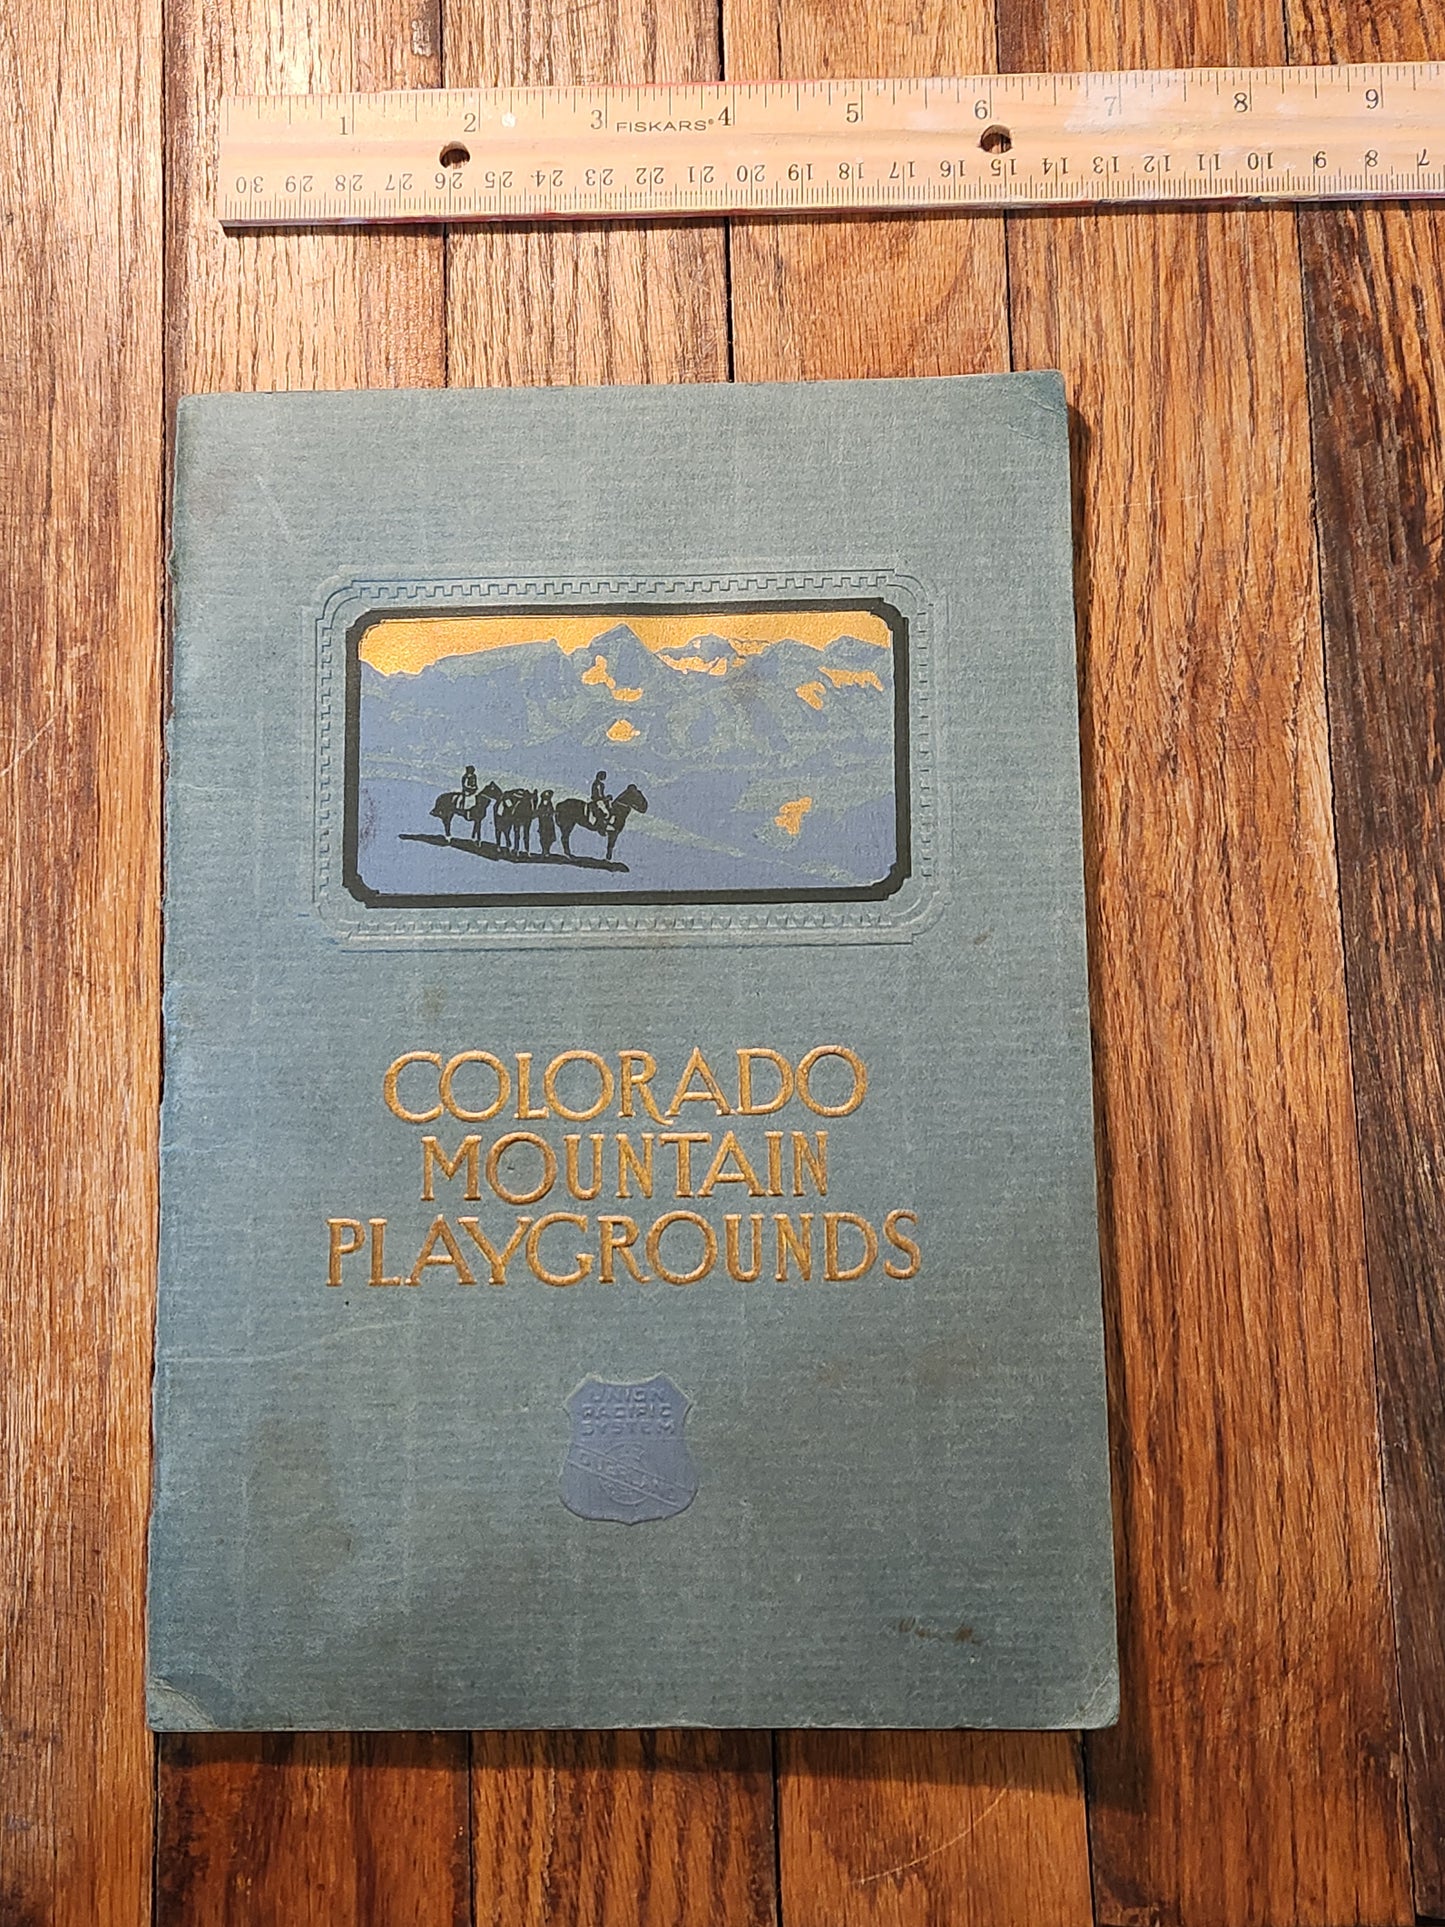 1 2 3 FISKARS® 4 5 6 7 8 9
30 29 28 27 26 25 24 23 22 21 20 19 18 17 16 15 14 13 12 11 10 9 8 7
COLORADO
MOUNTAIN
PLAYGROUNDS
UNION
PACIFIC
SYSTEM
OVERLAND